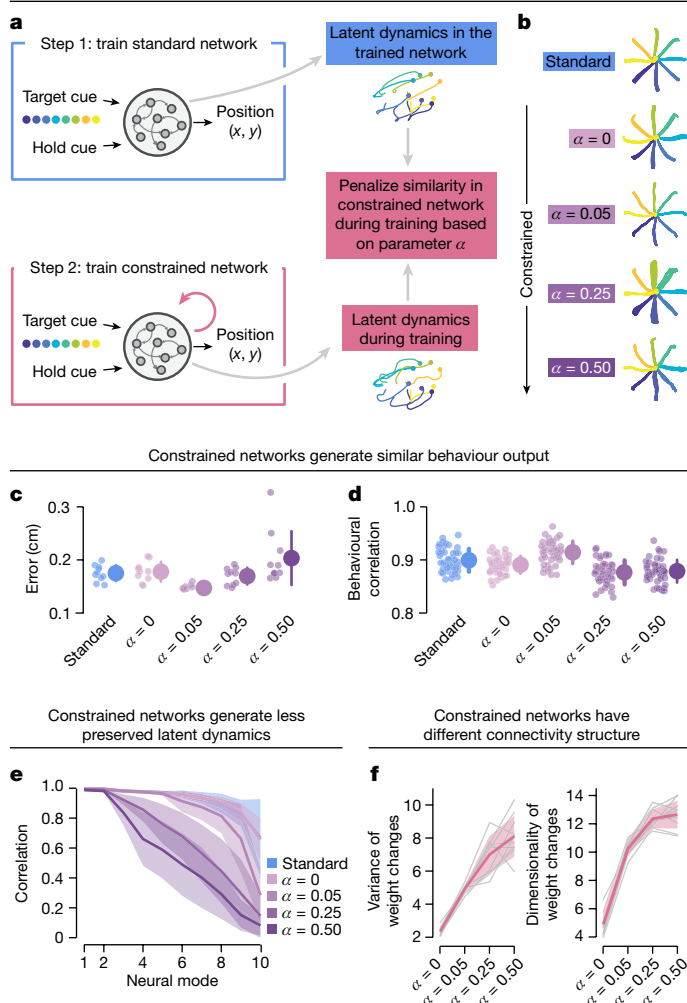 a
Step 1: train standard network
Target cue
Hold cue
Position
(x, y)
Latent dynamics in the
trained network
Penalize similarity in
constrained network
during training based
on parameter α
Step 2: train constrained network
Target cue
Hold cue
Position
(x, y)
Latent dynamics
during training
b
Standard
α = 0
α = 0.05
α = 0.25
α = 0.50
Constrained
Constrained networks generate similar behaviour output
c
Error (cm)
0.3
0.2
0.1
Standard
α = 0
α = 0.05
α = 0.25
α = 0.50
d
Behavioural
correlation
1.0
0.9
0.8
Standard
α = 0
α = 0.05
α = 0.25
α = 0.50
Constrained networks generate less
preserved latent dynamics
e
Correlation
1.0
0.8
0.6
0.4
0.2
0
1 2 4 6 8 10
Neural mode
Standard
α = 0
α = 0.05
α = 0.25
α = 0.50
Constrained networks have
different connectivity structure
f
Variance of
weight changes
10
8
6
4
2
α = 0
α = 0.05
α = 0.25
α = 0.50
Dimensionality of
weight changes
14
12
10
8
6
4
α = 0
α = 0.05
α = 0.25
α = 0.50